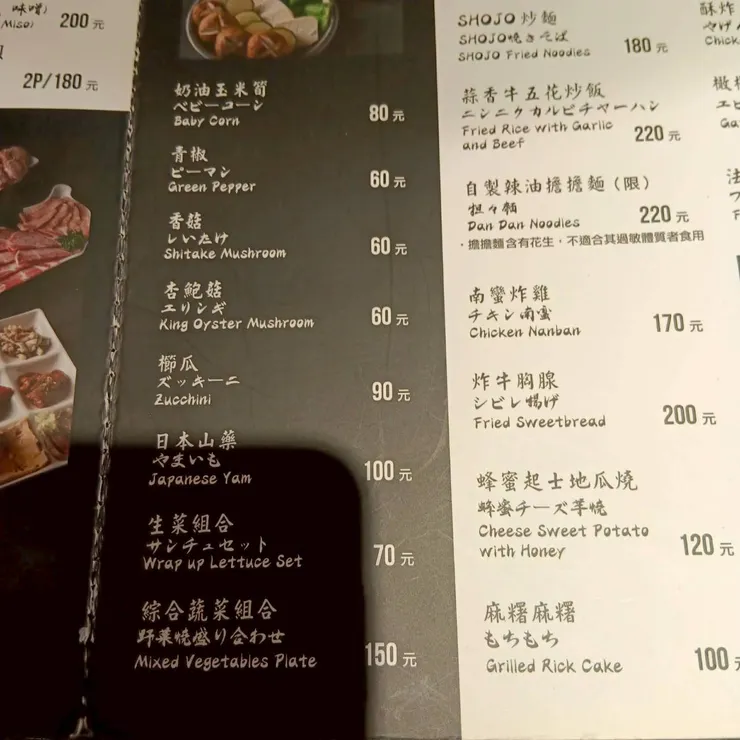 味噌)
Miso) 200元
2P/180元
奶油玉米筍
ベビーコーン
Baby Corn 80元
青椒
ピーマン
Green Pepper 60元
香菇
しいたけ
Shitake Mushroom 60元
杏鮑菇
エリンギ
King Oyster Mushroom 60元
櫛瓜
ズッキーニ
Zucchini 90元
日本山藥
やまいも
Japanese Yam 100元
生菜組合
サンチュセット
Wrap up Lettuce Set 70元
綜合蔬菜組合
野菜焼盛り合わせ
Mixed Vegetables Plate 150元
SHOJO 炒麵
SHOJO焼きそば
SHOJO Fried Noodles 180元
蒜香牛五花炒飯
ニンニクカルビチャーハン
Fried Rice with Garlic
and Beef 220元
自製辣油擔擔麵(限)
担々麺
Dan Dan Noodles 220元
·擔擔麵含有花生，不適合其過敏體質者食用
南蠻炸雞
チキン南蛮
Chicken Nanban 170元
炸牛胸腺
シビレ揚げ
Fried Sweetbread 200元
蜂蜜起士地瓜燒
蜂蜜チーズ芋焼
Cheese Sweet Potato
with Honey 120元
麻糬麻糬
もちもち
Grilled Rick Cake 100元
酥炸
やげ
Chick